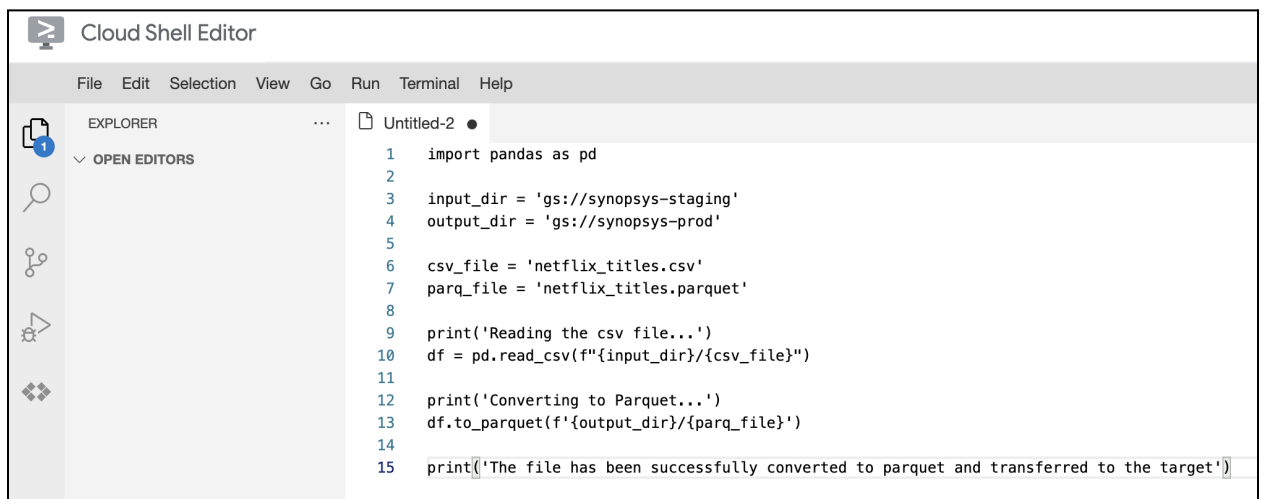 Cloud Shell Editor
File Edit Selection View Go Run Terminal Help
EXPLORER ... Untitled-2
1
OPEN EDITORS
1 import pandas as pd
2
3 input_dir = 'gs://synopsys-staging'
4 output_dir = 'gs://synopsys-prod'
5
6 csv_file = 'netflix_titles.csv'
7 parq_file = 'netflix_titles.parquet'
8
9 print('Reading the csv file...')
10 df = pd.read_csv(f"{input_dir}/{csv_file}")
11
12 print('Converting to Parquet...')
13 df.to_parquet(f'{output_dir}/{parq_file}')
14
15 print('The file has been successfully converted to parquet and transferred to the target')